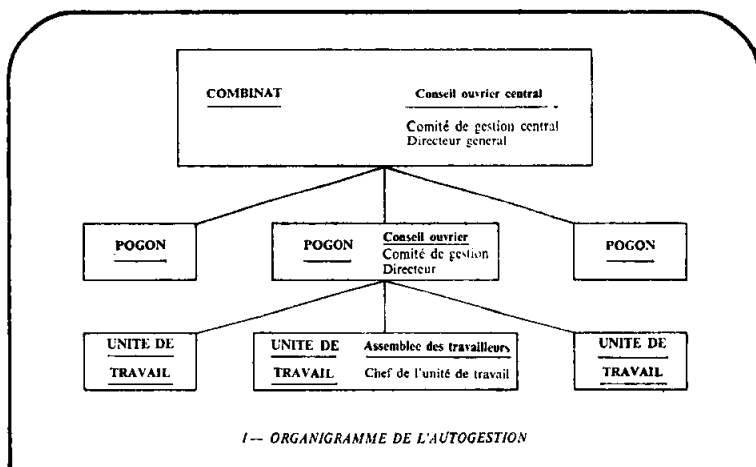 COMBINAT Conseil ouvrier central
Comité de gestion central
Directeur general
POGON
POGON Conseil ouvrier
Comité de gestion
Directeur
POGON
UNITE DE
TRAVAIL
UNITE DE Assemblee des travailleurs
TRAVAIL Chef de l'unité de travail
UNITE DE
TRAVAIL
I — ORGANIGRAMME DE L'AUTOGESTION